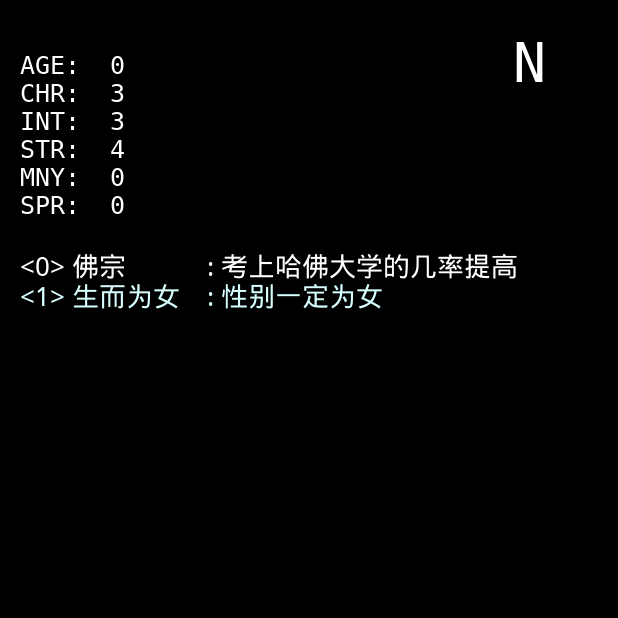 N
AGE: 0
CHR: 3
INT: 3
STR: 4
MNY: 0
SPR: 0
<0> 佛宗 : 考上哈佛大学的几率提高
<1> 生而为女 : 性别一定为女